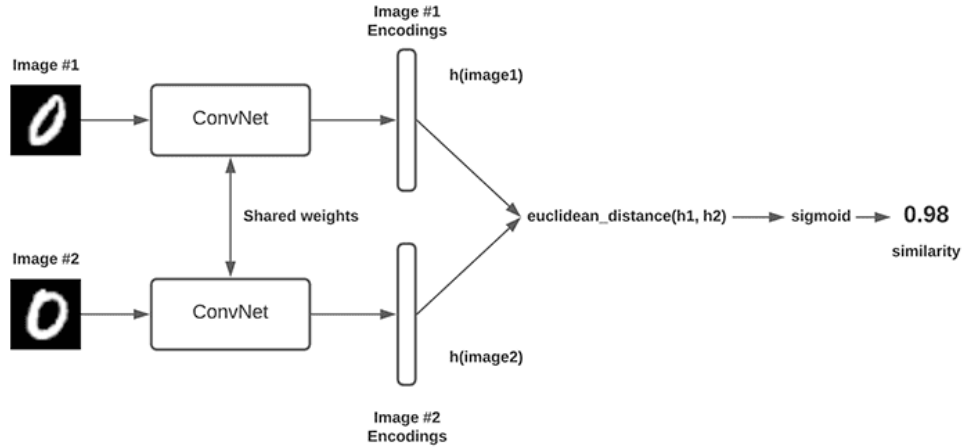 Image #1
Encodings
Image #1
h(image1)
ConvNet
Shared weights
euclidean_distance(h1, h2)
sigmoid
0.98
similarity
Image #2
ConvNet
h(image2)
Image #2
Encodings